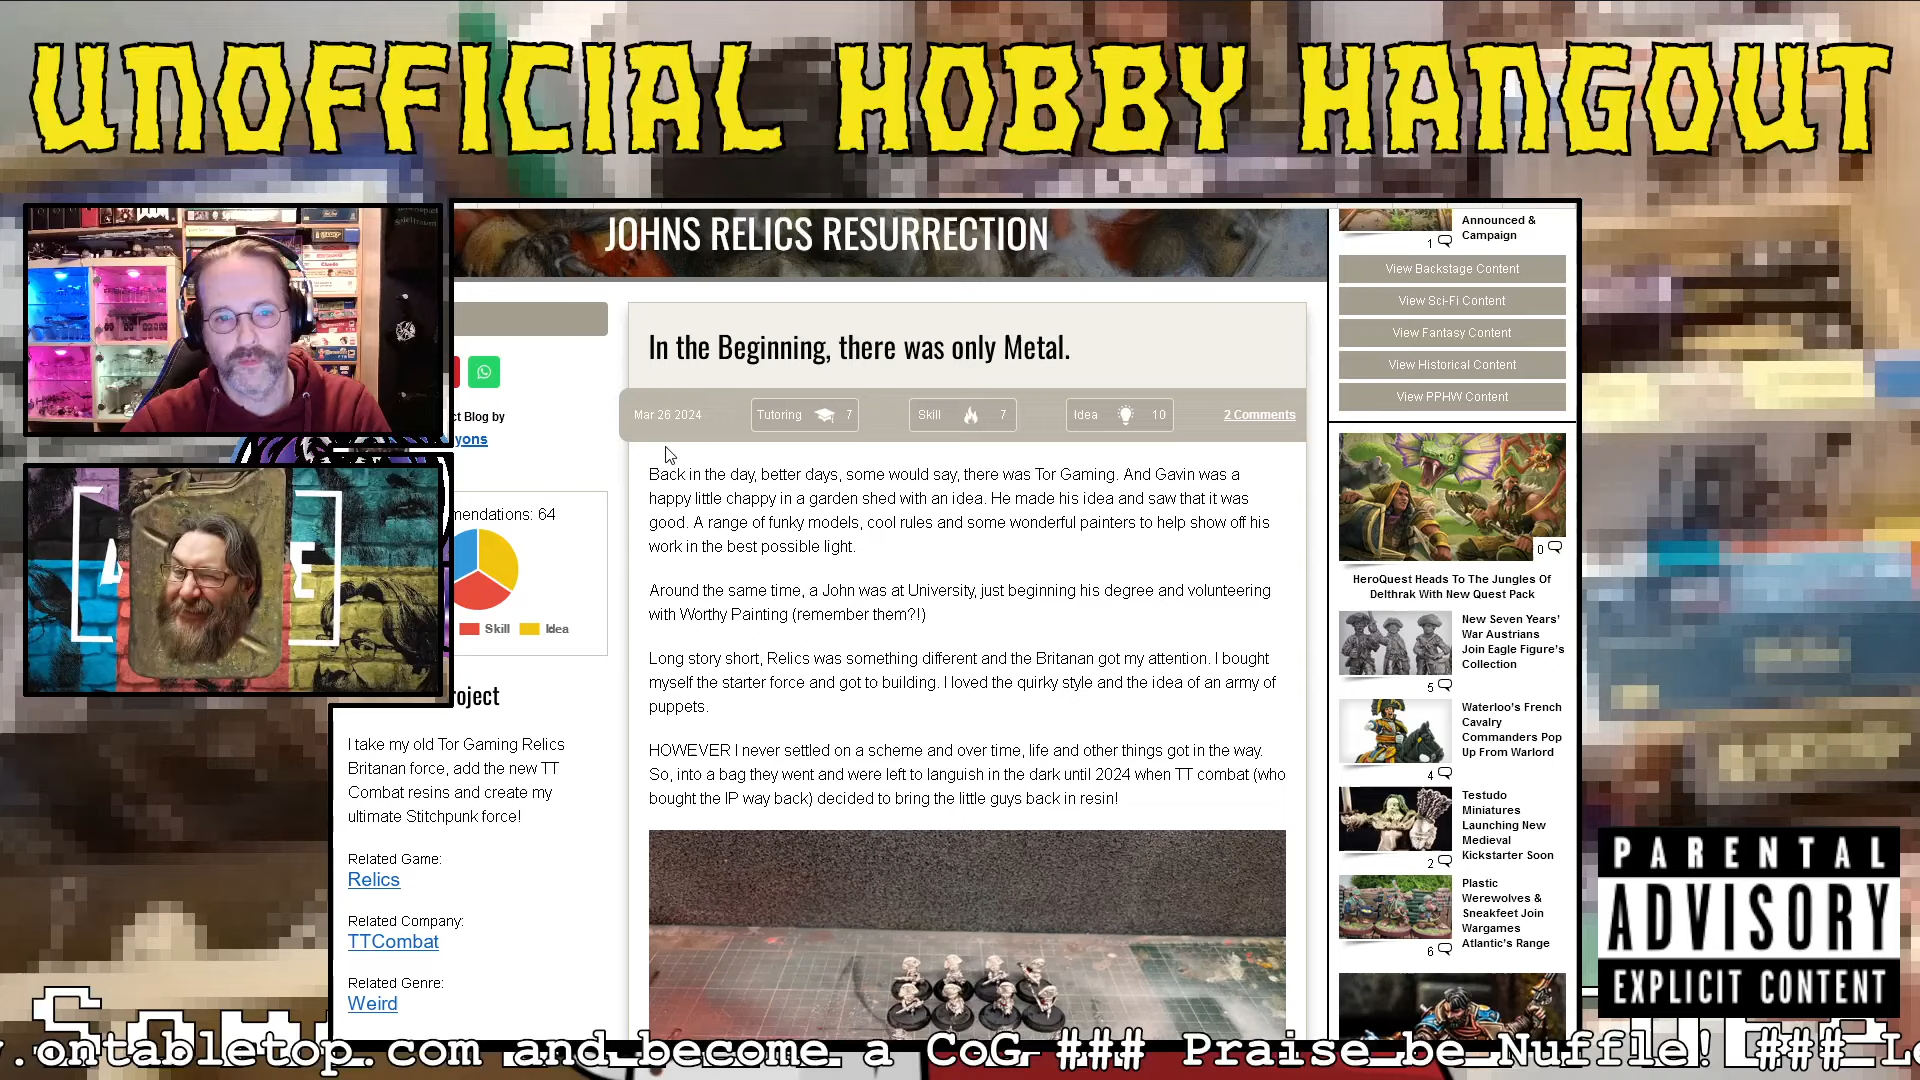 UNOFFICIAL HOBBY HANGOUT
JOHNS RELICS RESURRECTION
ct Blog by
yons
mendations: 64
Skill
Idea
roject
I take my old Tor Gaming Relics
Britanan force, add the new TT
Combat resins and create my
ultimate Stitchpunk force!
Related Game:
Relics
Related Company:
TTCombat
Related Genre:
Weird
In the Beginning, there was only Metal.
Mar 26 2024
Tutoring 7
Skill 7
Idea 10
2 Comments
Back in the day, better days, some would say, there was Tor Gaming. And Gavin was a
happy little chappy in a garden shed with an idea. He made his idea and saw that it was
good. A range of funky models, cool rules and some wonderful painters to help show off his
work in the best possible light.
Around the same time, a John was at University, just beginning his degree and volunteering
with Worthy Painting (remember them?!)
Long story short, Relics was something different and the Britanan got my attention. I bought
myself the starter force and got to building. I loved the quirky style and the idea of an army of
puppets.
HOWEVER I never settled on a scheme and over time, life and other things got in the way.
So, into a bag they went and were left to languish in the dark until 2024 when TT combat (who
bought the IP way back) decided to bring the little guys back in resin!
Announced &
Campaign
1
View Backstage Content
View Sci-Fi Content
View Fantasy Content
View Historical Content
View PPHW Content
0
HeroQuest Heads To The Jungles Of
Delthrak With New Quest Pack
New Seven Years'
War Austrians
Join Eagle Figure's
Collection
5
Waterloo's French
Cavalry
Commanders Pop
Up From Warlord
4
Testudo
Miniatures
Launching New
Medieval
Kickstarter Soon
2
Plastic
Werewolves &
Sneakfeet Join
Wargames
Atlantic's Range
6
PARENTAL
ADVISORY
EXPLICIT CONTENT
.ontabletop.com and become a CoG ### Praise be Nuffle! ### L